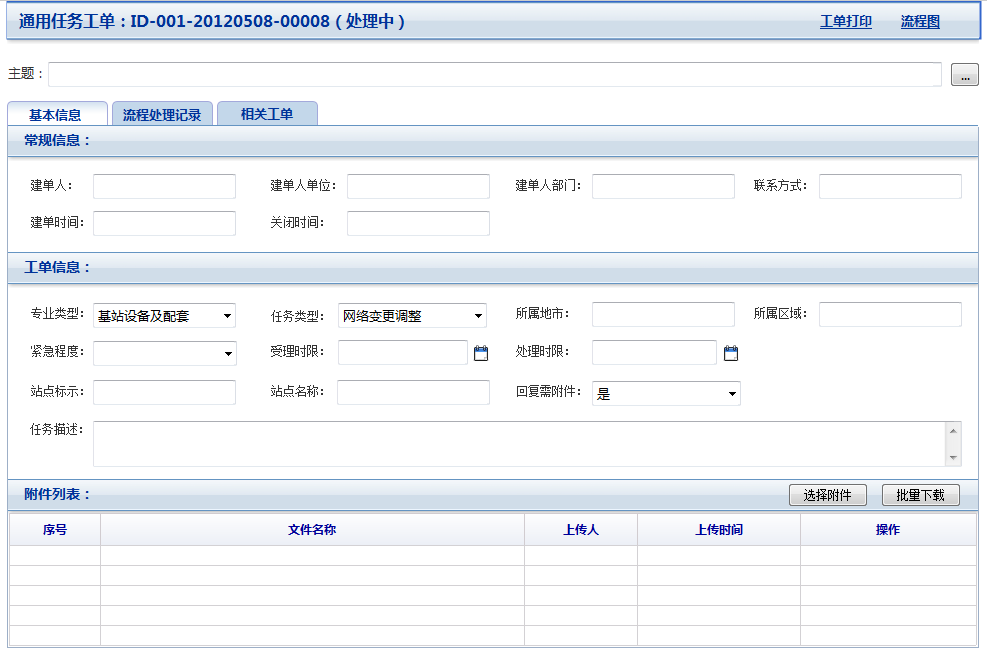 通用任务工单：ID-001-20120508-00008（处理中） 工单打印 流程图
主题： ...
基本信息 流程处理记录 相关工单
常规信息：
建单人： 建单人单位： 建单人部门： 联系方式：
建单时间： 关闭时间：
工单信息：
专业类型： 基站设备及配套 任务类型： 网络变更调整 所属地市： 所属区域：
紧急程度： 受理时限： 处理时限：
站点标示： 站点名称： 回复需附件： 是
任务描述：
附件列表： 选择附件 批量下载
序号 文件名称 上传人 上传时间 操作